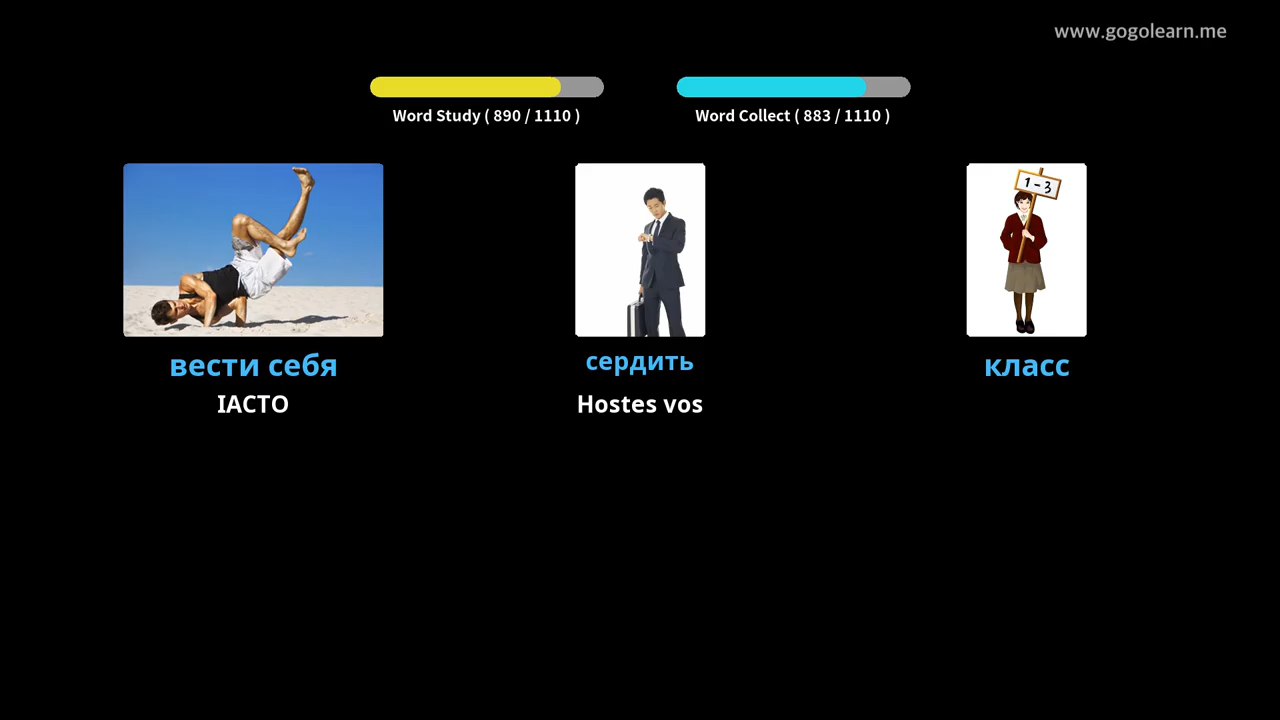 www.gogolearn.me
Word Study ( 890 / 1110 )
Word Collect ( 883 / 1110 )
1-3
вести себя
сердить
класс
IACTO
Hostes vos